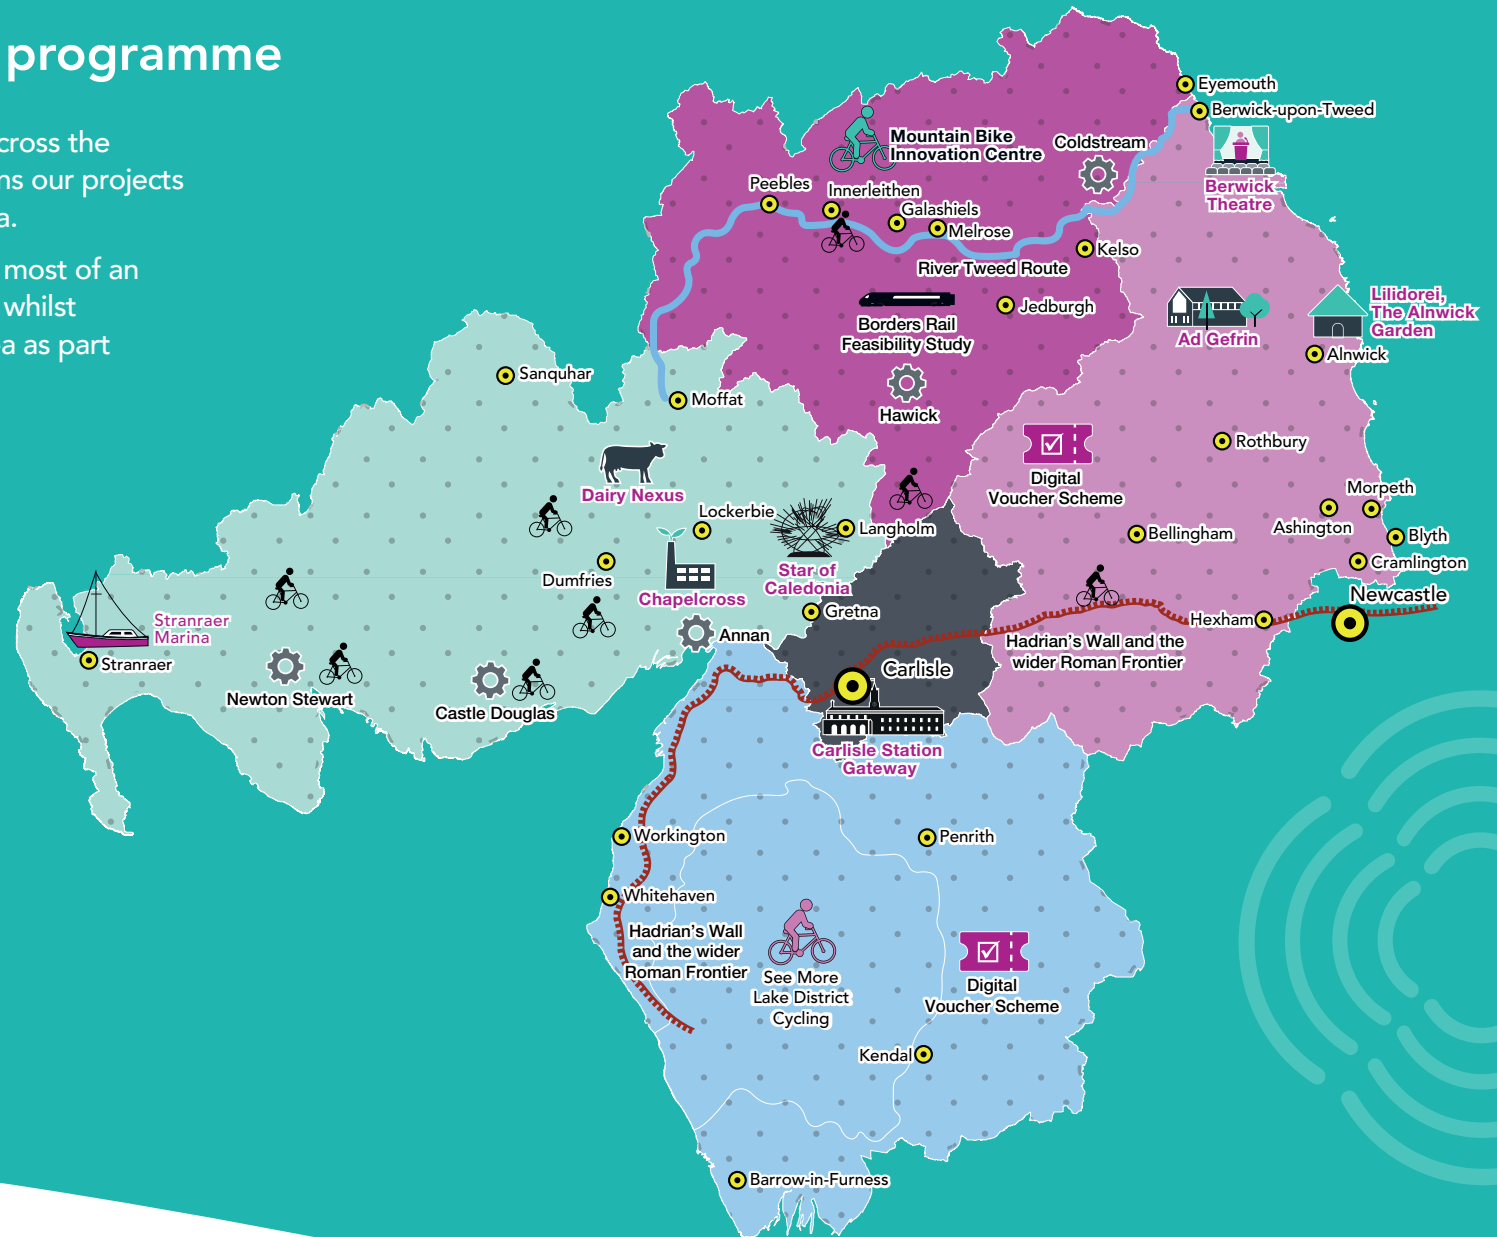 programme
cross the
ns our projects
a.
most of an
whilst
a as part
Eyemouth
Berwick-upon-Tweed
Mountain Bike
Innovation Centre
Coldstream
Berwick
Theatre
Peebles
Innerleithen
Galashiels
Melrose
Kelso
River Tweed Route
Jedburgh
Borders Rail
Feasibility Study
Hawick
Ad Gefrin
Lilidorei,
The Alnwick
Garden
Alnwick
Sanquhar
Moffat
Dairy Nexus
Lockerbie
Langholm
Dumfries
Chapelcross
Star of
Caledonia
Gretna
Annan
Digital
Voucher Scheme
Rothbury
Morpeth
Ashington
Bellingham
Blyth
Cramlington
Newcastle
Hexham
Hadrian's Wall and the
wider Roman Frontier
Stranraer
Marina
Stranraer
Newton Stewart
Castle Douglas
Carlisle
Carlisle Station
Gateway
Workington
Penrith
Whitehaven
Hadrian's Wall
and the wider
Roman Frontier
See More
Lake District
Cycling
Digital
Voucher Scheme
Kendal
Barrow-in-Furness